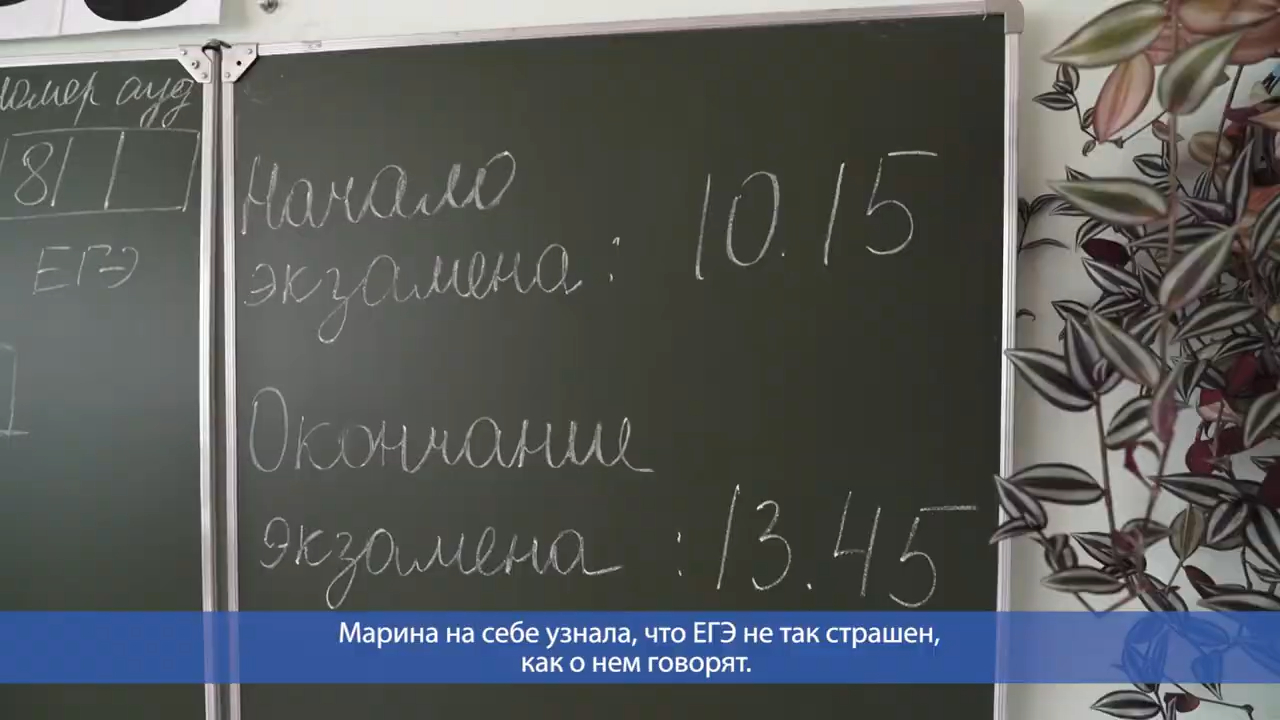 номер ауд
8
ЕГЭ
Начало
экзамена: 10.15
Окончание
экзамена: 13.45
Марина на себе узнала, что ЕГЭ не так страшен,
как о нем говорят.